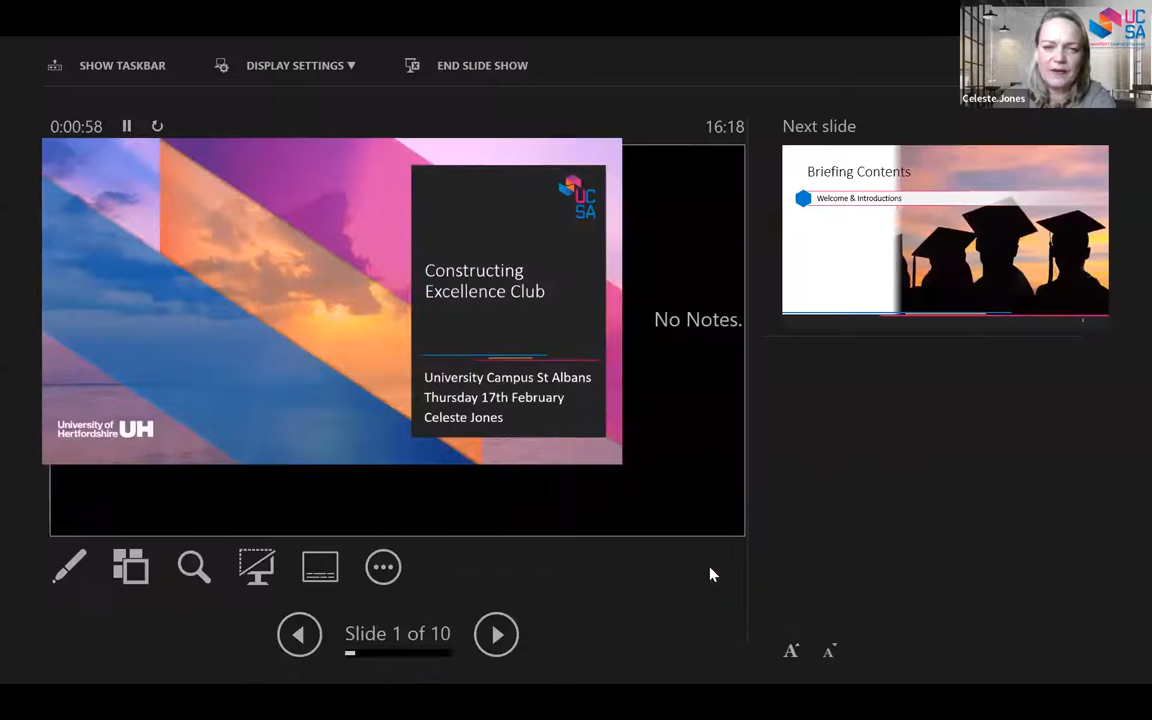 SHOW TASKBAR
DISPLAY SETTINGS ▼
END SLIDE SHOW
UC
SA
Celeste.Jones
0:00:58
16:18
Next slide
UC
SA
Constructing
Excellence Club
University Campus St Albans
Thursday 17th February
Celeste Jones
University of
Hertfordshire UH
No Notes.
Briefing Contents
Welcome & Introductions
Slide 1 of 10
A
A